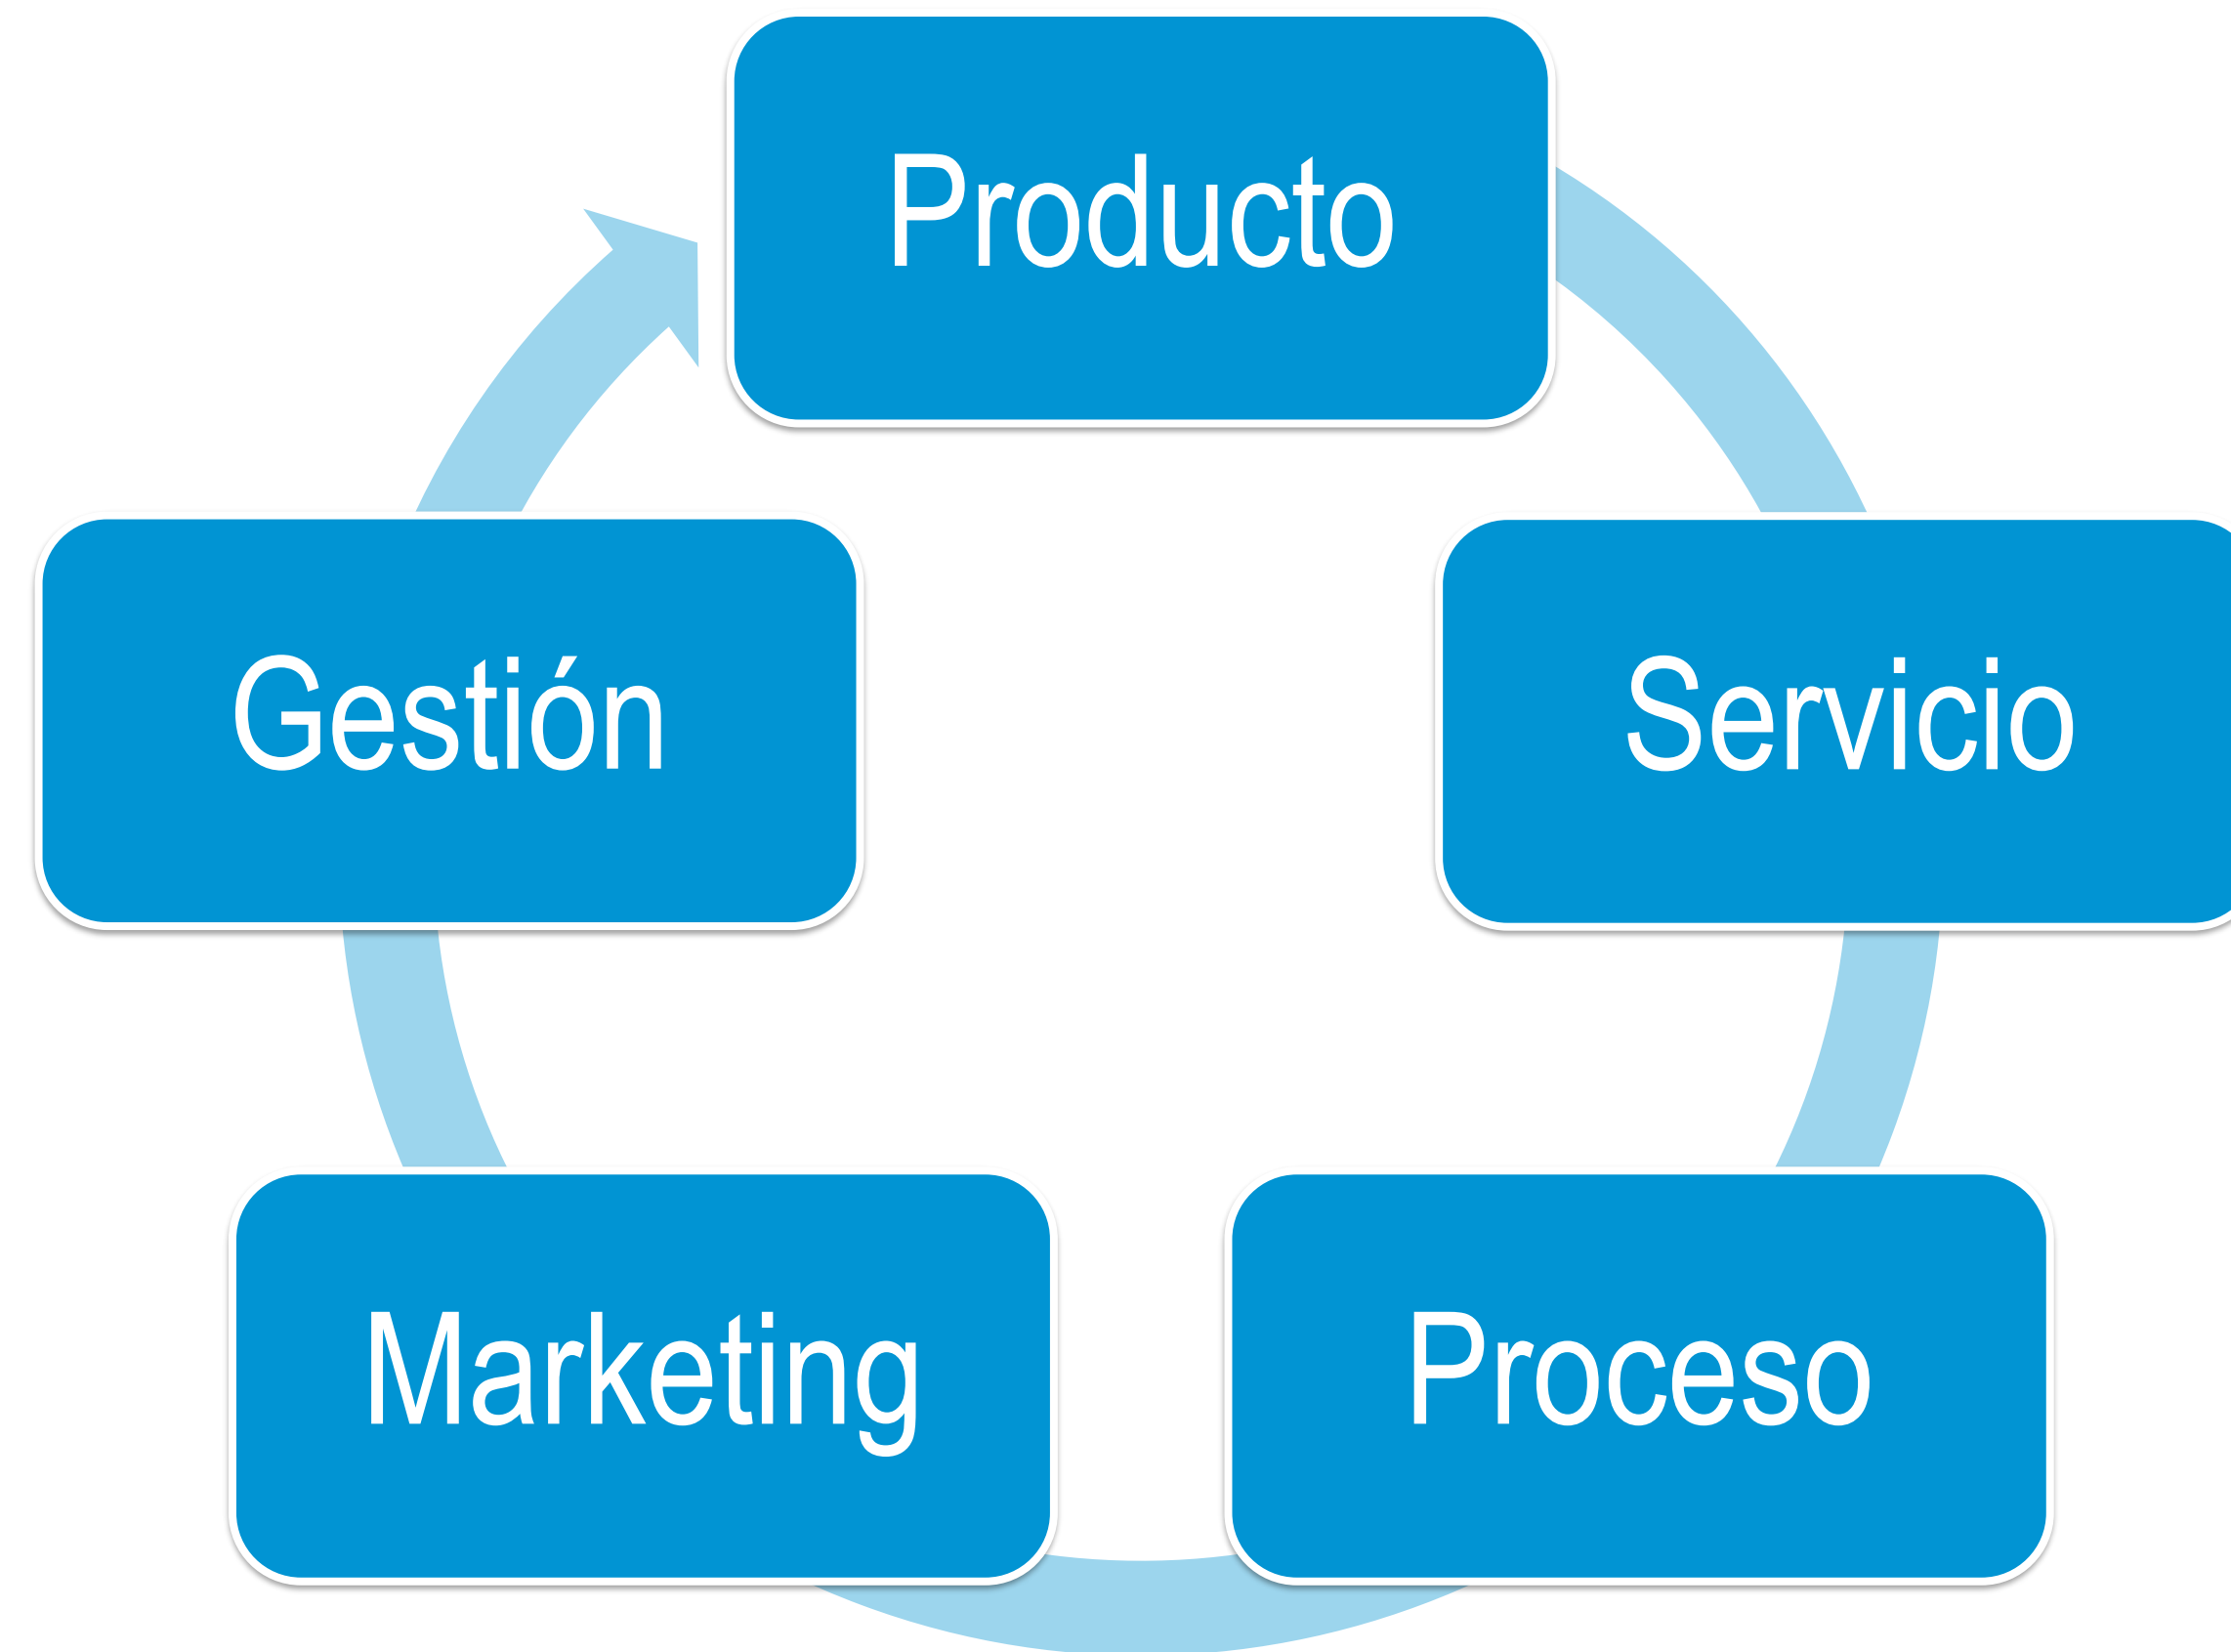 Producto
Servicio
Proceso
Marketing
Gestión